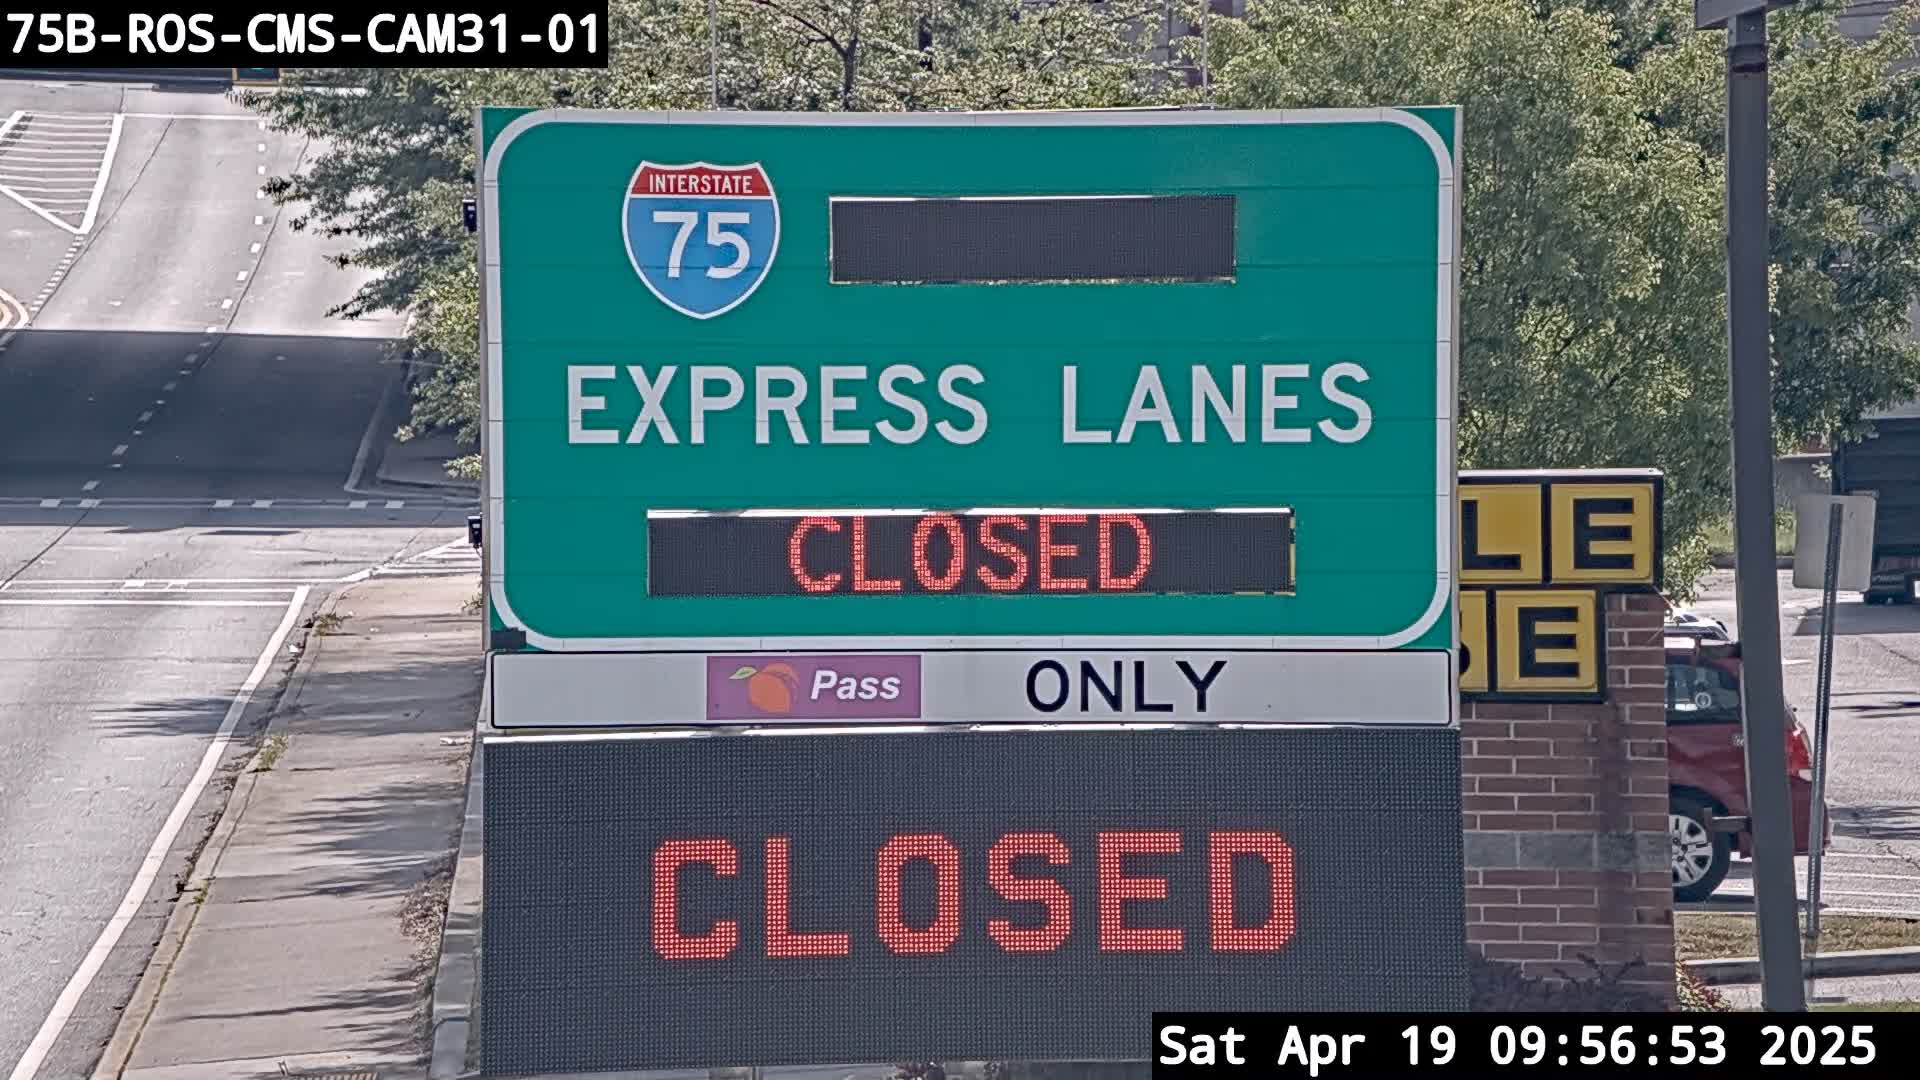 75B-ROS-CMS-CAM31-01
INTERSTATE
75
EXPRESS LANES
CLOSED
LE
E
Pass ONLY
CLOSED
Sat Apr 19 09:56:53 2025